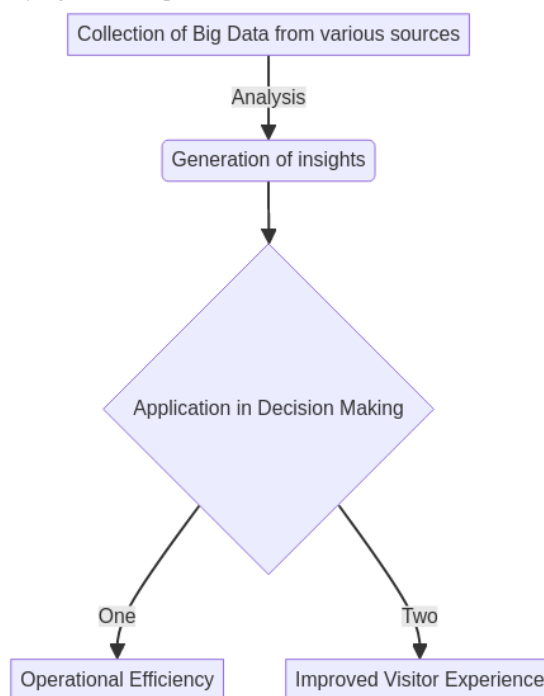 Collection of Big Data from various sources
Analysis
Generation of insights
Application in Decision Making
One
Two
Operational Efficiency
Improved Visitor Experience